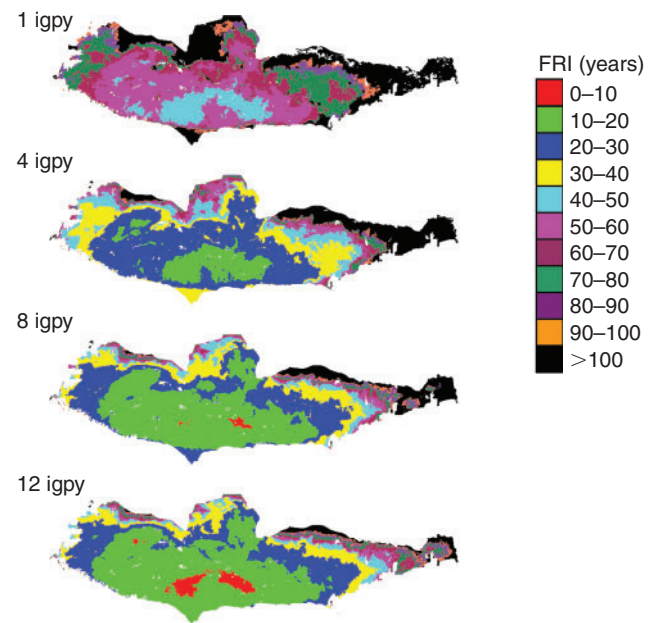 1 igpy
4 igpy
8 igpy
12 igpy
FRI (years)
0–10
10–20
20–30
30–40
40–50
50–60
60–70
70–80
80–90
90–100
>100